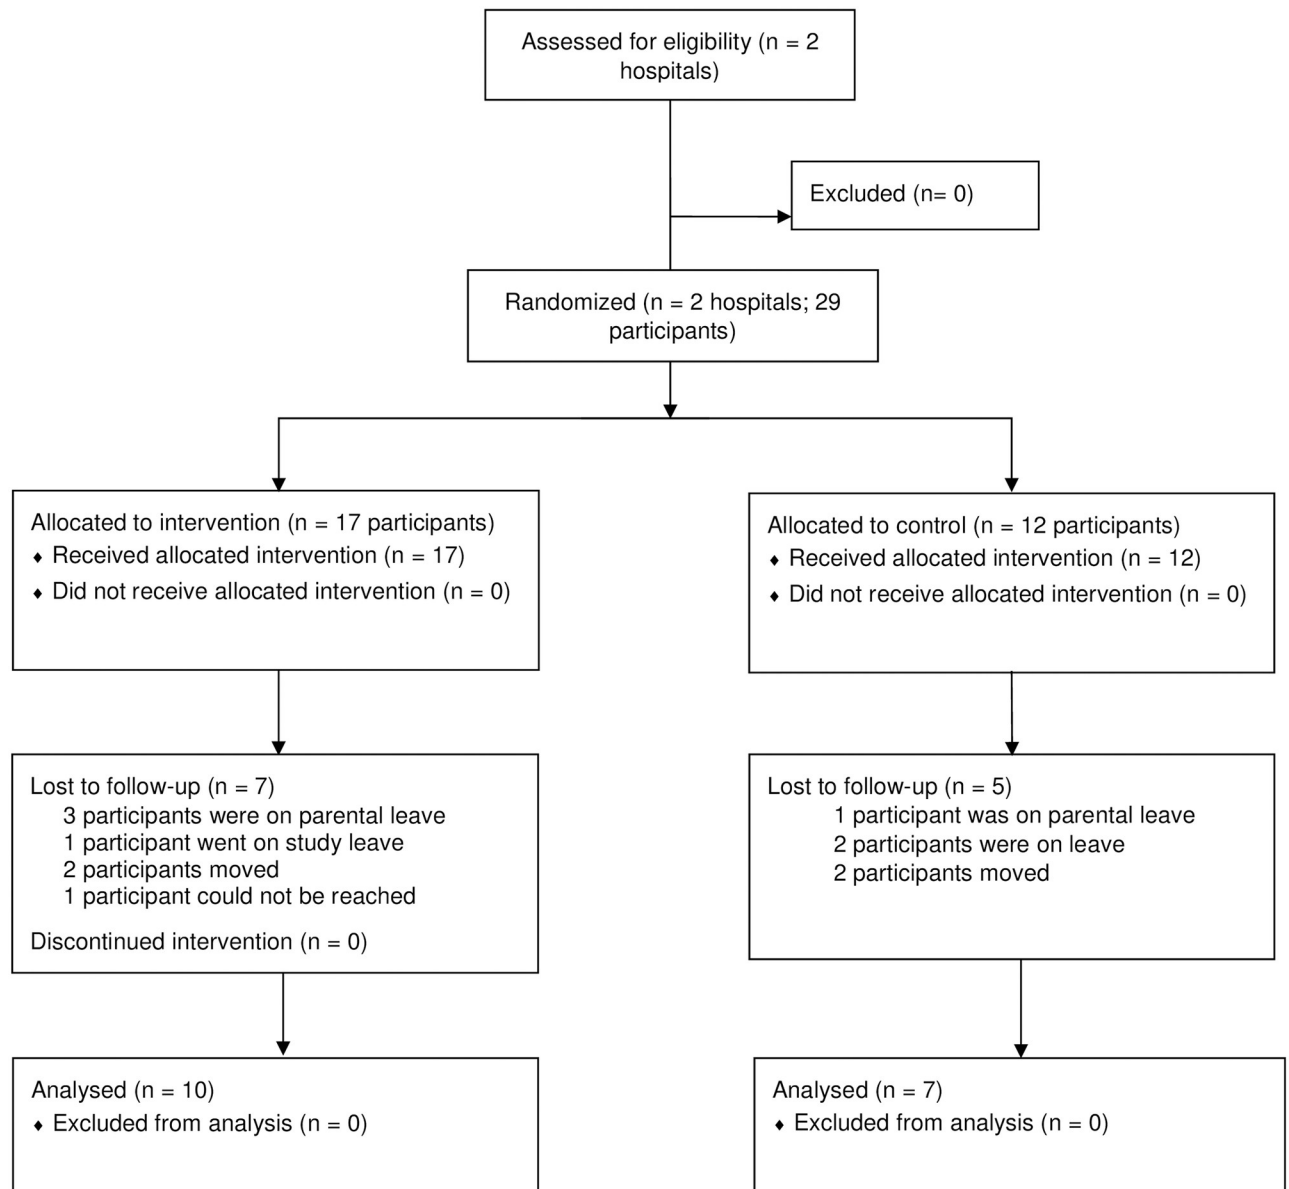 Assessed for eligibility (n = 2
hospitals)
Excluded (n= 0)
Randomized (n = 2 hospitals; 29
participants)
Allocated to intervention (n = 17 participants)
♦ Received allocated intervention (n = 17)
♦ Did not receive allocated intervention (n = 0)
Allocated to control (n = 12 participants)
♦ Received allocated intervention (n = 12)
♦ Did not receive allocated intervention (n = 0)
Lost to follow-up (n = 7)
3 participants were on parental leave
1 participant went on study leave
2 participants moved
1 participant could not be reached
Discontinued intervention (n = 0)
Lost to follow-up (n = 5)
1 participant was on parental leave
2 participants were on leave
2 participants moved
Analysed (n = 10)
♦ Excluded from analysis (n = 0)
Analysed (n = 7)
♦ Excluded from analysis (n = 0)